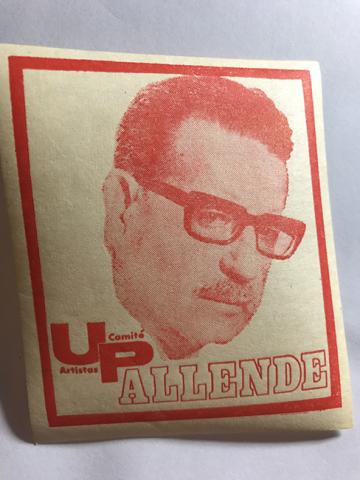 UP
Comité
Artistas
ALLENDE